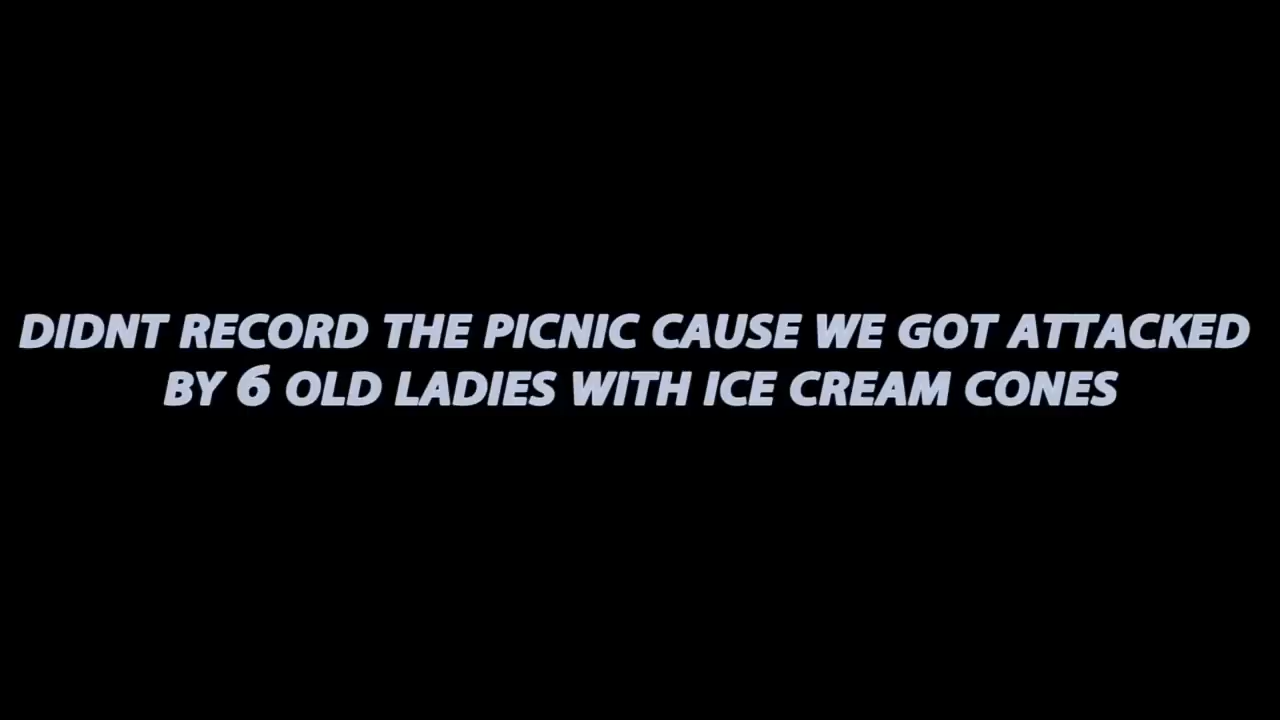 DIDNT RECORD THE PICNIC CAUSE WE GOT ATTACKED
BY 6 OLD LADIES WITH ICE CREAM CONES